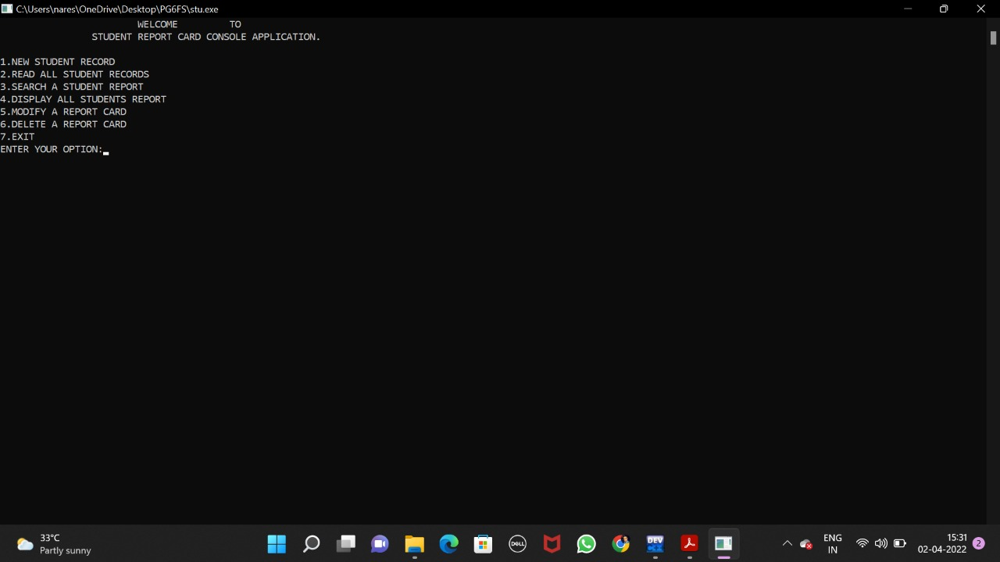 C:\Users\nares\OneDrive\Desktop\PG6FS\stu.exe
WELCOME TO
STUDENT REPORT CARD CONSOLE APPLICATION.
1.NEW STUDENT RECORD
2.READ ALL STUDENT RECORDS
3.SEARCH A STUDENT REPORT
4.DISPLAY ALL STUDENTS REPORT
5.MODIFY A REPORT CARD
6.DELETE A REPORT CARD
7.EXIT
ENTER YOUR OPTION:
33°C
Partly sunny
DELL
DEV
ENG
IN
15:31
02-04-2022
2